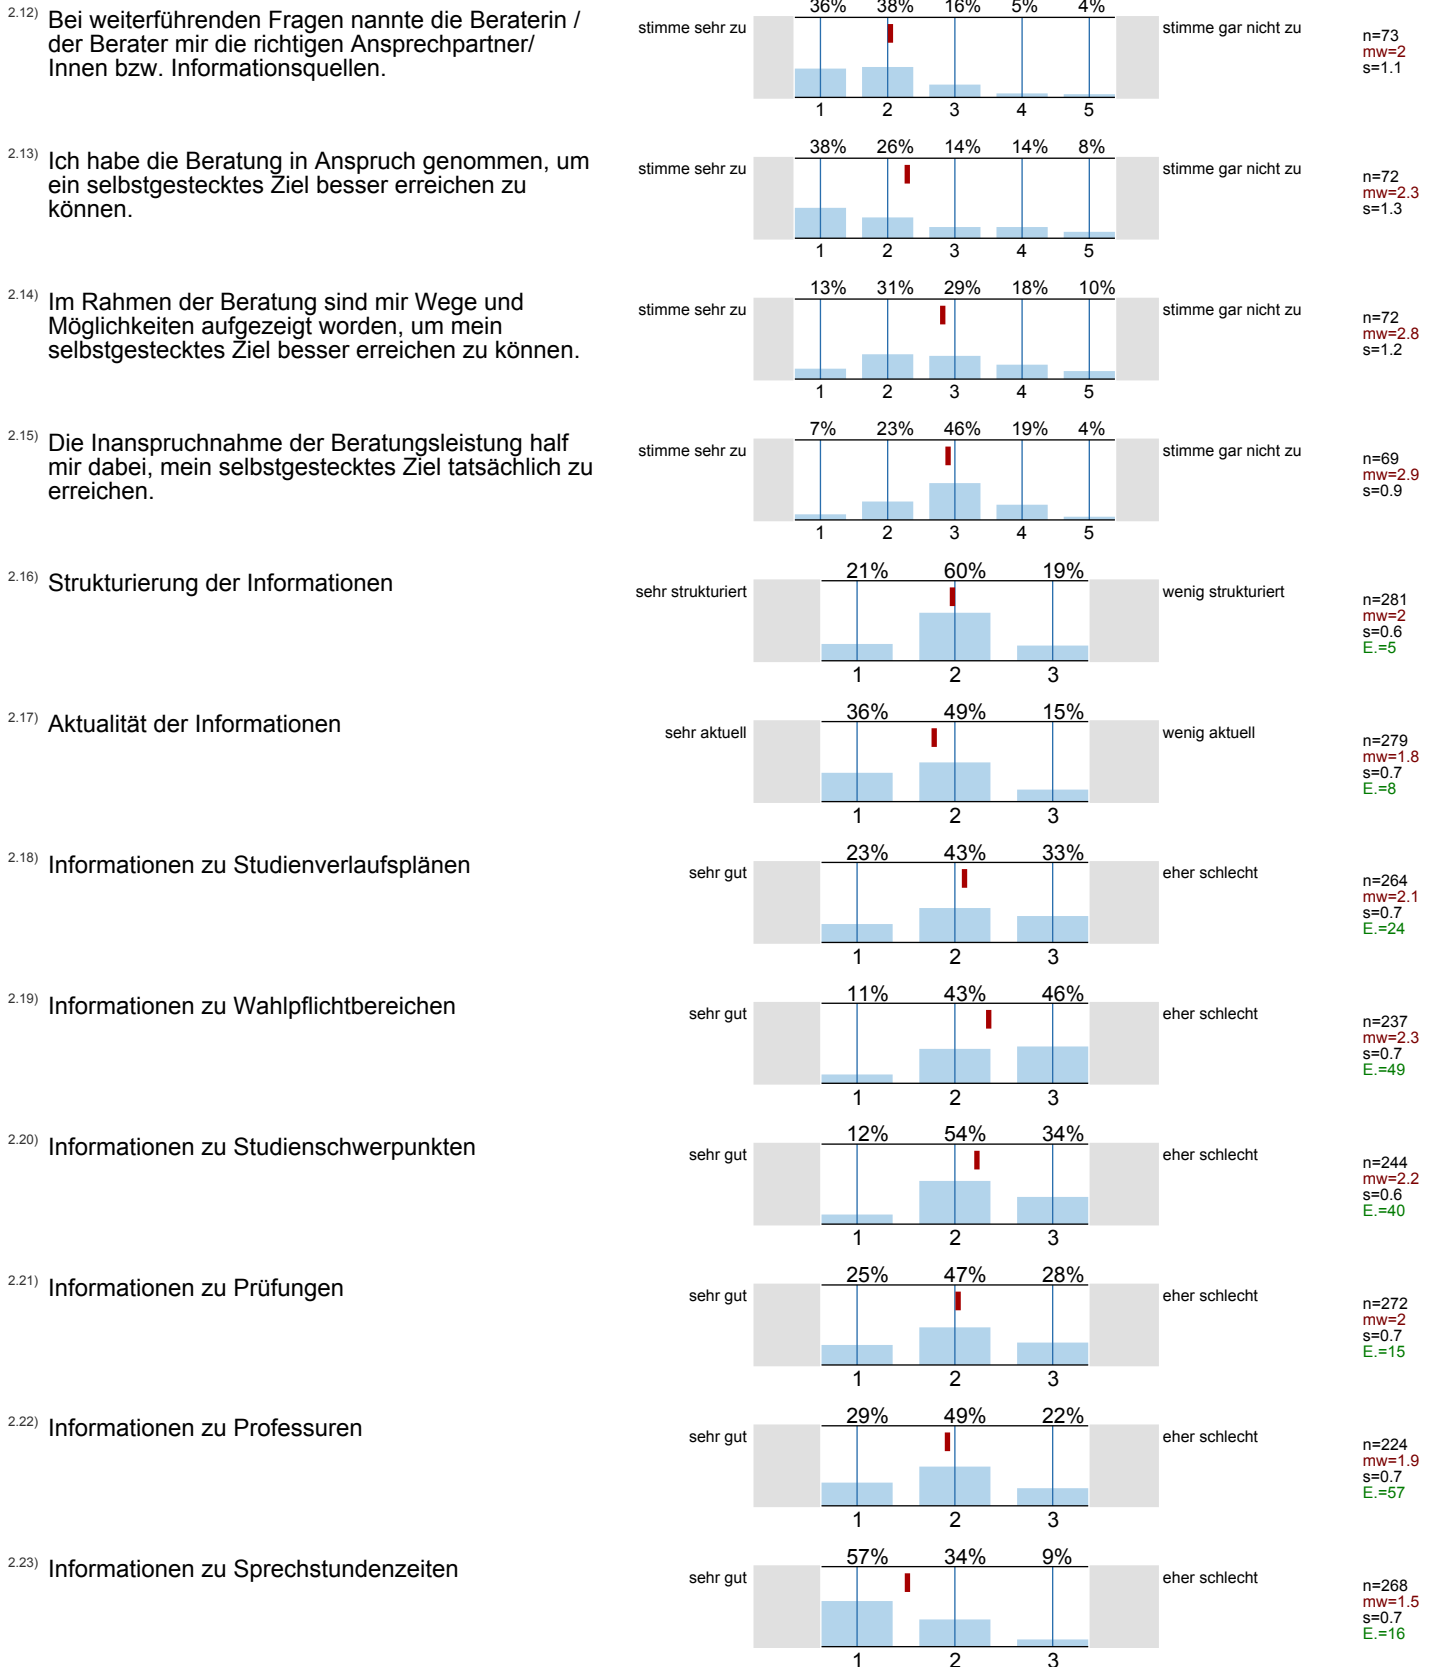 2.12) Bei weiterführenden Fragen nannte die Beraterin /
der Berater mir die richtigen Ansprechpartner/
Innen bzw. Informationsquellen.
36% 38% 16% 5% 4%
stimme sehr zu
stimme gar nicht zu
1 2 3 4 5
n=73
mw=2
s=1.1
2.13) Ich habe die Beratung in Anspruch genommen, um
ein selbstgestecktes Ziel besser erreichen zu
können.
38% 26% 14% 14% 8%
stimme sehr zu
stimme gar nicht zu
1 2 3 4 5
n=72
mw=2.3
s=1.3
2.14) Im Rahmen der Beratung sind mir Wege und
Möglichkeiten aufgezeigt worden, um mein
selbstgestecktes Ziel besser erreichen zu können.
13% 31% 29% 18% 10%
stimme sehr zu
stimme gar nicht zu
1 2 3 4 5
n=72
mw=2.8
s=1.2
2.15) Die Inanspruchnahme der Beratungsleistung half
mir dabei, mein selbstgestecktes Ziel tatsächlich zu
erreichen.
7% 23% 46% 19% 4%
stimme sehr zu
stimme gar nicht zu
1 2 3 4 5
n=69
mw=2.9
s=0.9
2.16) Strukturierung der Informationen
21% 60% 19%
sehr strukturiert
wenig strukturiert
1 2 3
n=281
mw=2
s=0.6
E.=5
2.17) Aktualität der Informationen
36% 49% 15%
sehr aktuell
wenig aktuell
1 2 3
n=279
mw=1.8
s=0.7
E.=8
2.18) Informationen zu Studienverlaufsplänen
23% 43% 33%
sehr gut
eher schlecht
1 2 3
n=264
mw=2.1
s=0.7
E.=24
2.19) Informationen zu Wahlpflichtbereichen
11% 43% 46%
sehr gut
eher schlecht
1 2 3
n=237
mw=2.3
s=0.7
E.=49
2.20) Informationen zu Studienschwerpunkten
12% 54% 34%
sehr gut
eher schlecht
1 2 3
n=244
mw=2.2
s=0.6
E.=40
2.21) Informationen zu Prüfungen
25% 47% 28%
sehr gut
eher schlecht
1 2 3
n=272
mw=2
s=0.7
E.=15
2.22) Informationen zu Professuren
29% 49% 22%
sehr gut
eher schlecht
1 2 3
n=224
mw=1.9
s=0.7
E.=57
2.23) Informationen zu Sprechstundenzeiten
57% 34% 9%
sehr gut
eher schlecht
1 2 3
n=268
mw=1.5
s=0.7
E.=16